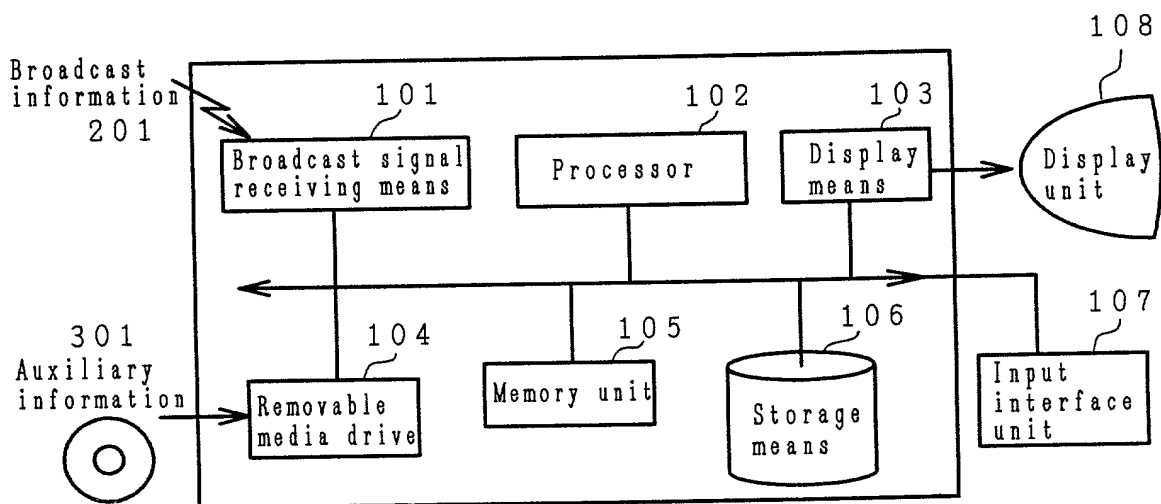 108
Broadcast
information
201
101
102
103
Broadcast signal
receiving means
Processor
Display
means
Display
unit
301
Auxiliary
information
104
105
106
107
Removable
media drive
Memory unit
Storage
means
Input
interface
unit